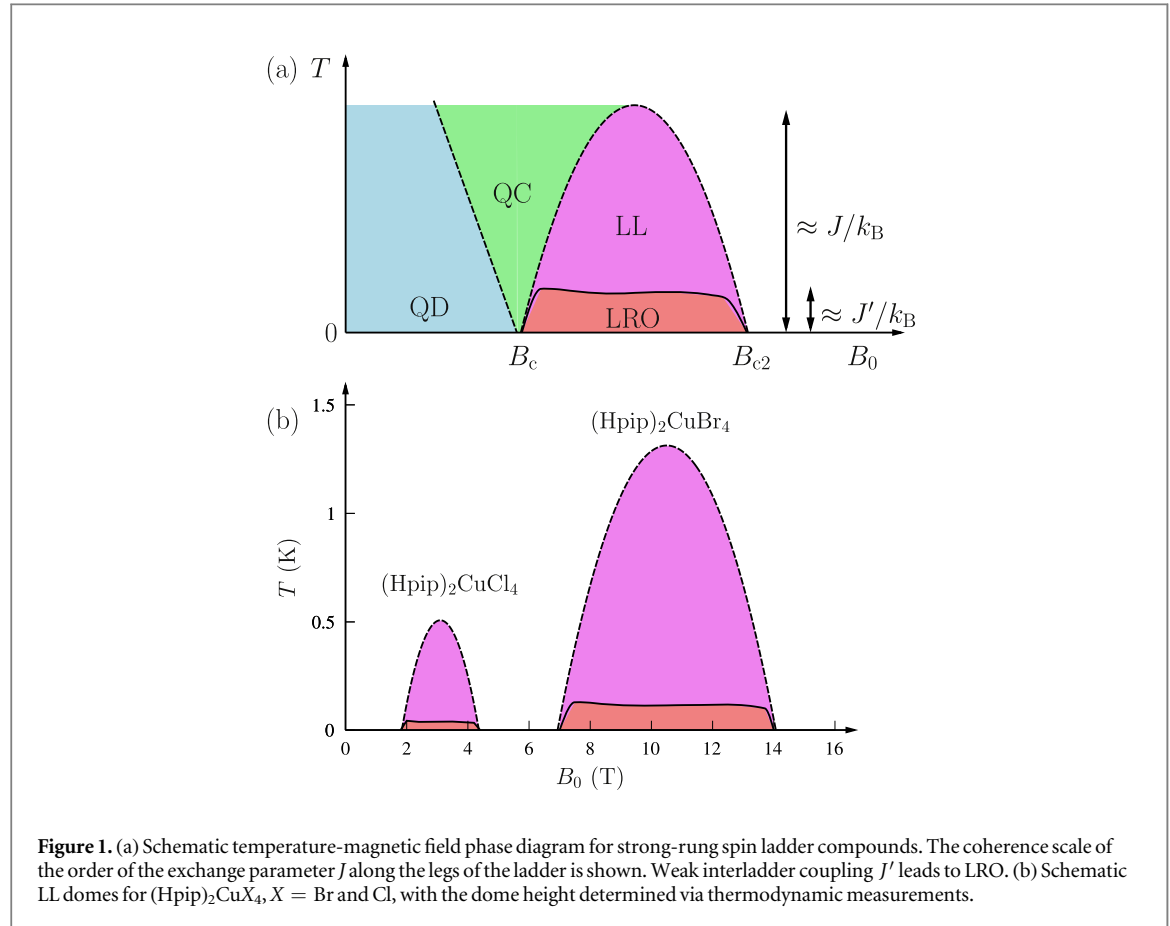 (a) T
QC
LL
≈ J/k_B
QD
LRO
≈ J′/k_B
0
B_c
B_c2
B_0
(b)
1.5
(Hpip)₂CuBr₄
1
T (K)
(Hpip)₂CuCl₄
0.5
0
0 2 4 6 8 10 12 14 16
B_0 (T)
Figure 1. (a) Schematic temperature-magnetic field phase diagram for strong-rung spin ladder compounds. The coherence scale of
the order of the exchange parameter J along the legs of the ladder is shown. Weak interladder coupling J′ leads to LRO. (b) Schematic
LL domes for (Hpip)₂CuX₄, X = Br and Cl, with the dome height determined via thermodynamic measurements.